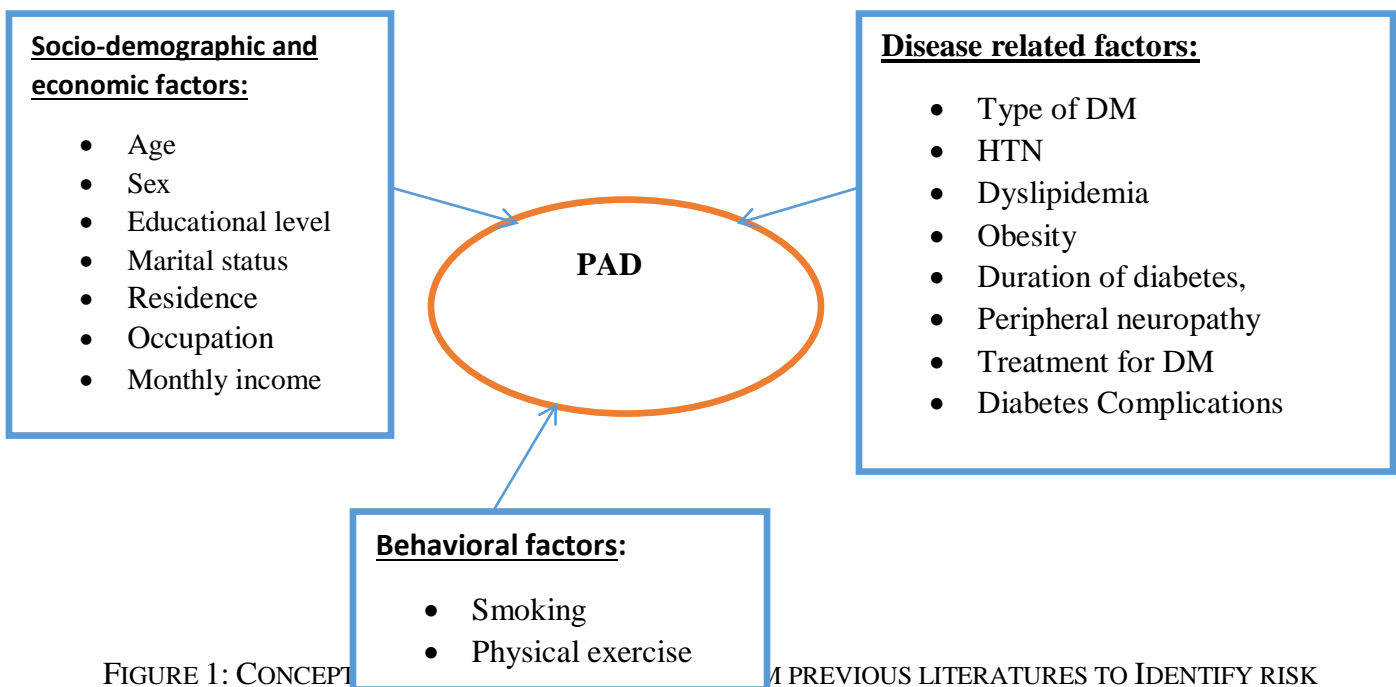 Socio-demographic and
economic factors:
• Age
• Sex
• Educational level
• Marital status
• Residence
• Occupation
• Monthly income
Disease related factors:
• Type of DM
• HTN
• Dyslipidemia
• Obesity
• Duration of diabetes,
• Peripheral neuropathy
• Treatment for DM
• Diabetes Complications
PAD
Behavioral factors:
• Smoking
• Physical exercise
FIGURE 1: CONCEPT M PREVIOUS LITERATURES TO IDENTIFY RISK